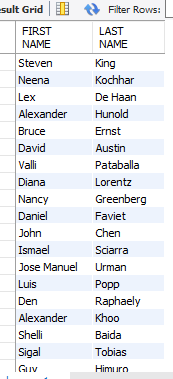 esult Grid Filter Rows:
FIRST NAME LAST NAME
Steven King
Neena Kochhar
Lex De Haan
Alexander Hunold
Bruce Ernst
David Austin
Valli Pataballa
Diana Lorentz
Nancy Greenberg
Daniel Faviet
John Chen
Ismael Sciarra
Jose Manuel Urman
Luis Popp
Den Raphaely
Alexander Khoo
Shelli Baida
Sigal Tobias
Guy Himuro